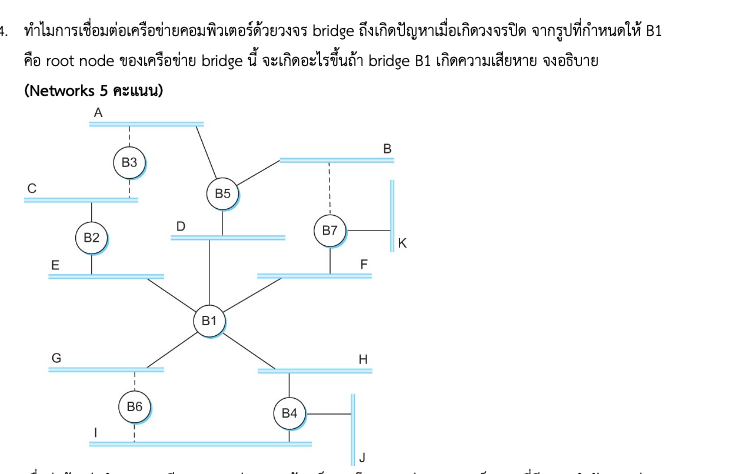 4. ทำไมการเชื่อมต่อเครือข่ายคอมพิวเตอร์ด้วยวงจร bridge ถึงเกิดปัญหาเมื่อเกิดวงจรปิด จากรูปที่กำหนดให้ B1
คือ root node ของเครือข่าย bridge นี้ จะเกิดอะไรขึ้นถ้า bridge B1 เกิดความเสียหาย จงอธิบาย
(Networks 5 คะแนน)
A
B
B3
C
B5
D
B7
B2
K
E
F
B1
G
H
B6
B4
I
J